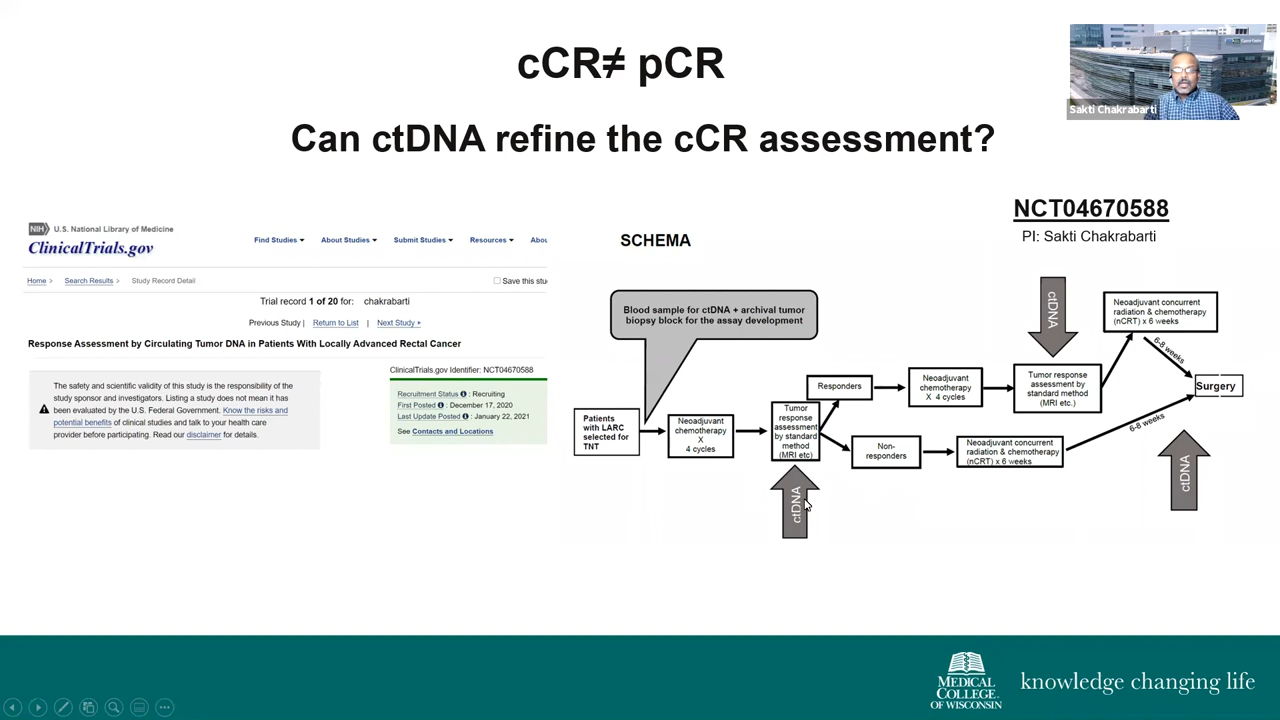 cCR≠ pCR
Can ctDNA refine the cCR assessment?
Sakti Chakrabarti
NIH U.S. National Library of Medicine
ClinicalTrials.gov
Find Studies
About Studies
Submit Studies
Resources
Abou
Home >
Search Results >
Study Record Detail
Save this stud
Trial record 1 of 20 for: chakrabarti
Previous Study |
Return to List
|
Next Study
Response Assessment by Circulating Tumor DNA in Patients With Locally Advanced Rectal Cancer
The safety and scientific validity of this study is the responsibility of the
study sponsor and investigators. Listing a study does not mean it has
been evaluated by the U.S. Federal Government. Know the risks and
potential benefits of clinical studies and talk to your health care
provider before participating. Read our disclaimer for details.
ClinicalTrials.gov Identifier: NCT04670588
Recruitment Status : Recruiting
First Posted : December 17, 2020
Last Update Posted : January 22, 2021
See Contacts and Locations
SCHEMA
NCT04670588
PI: Sakti Chakrabarti
Blood sample for ctDNA + archival tumor
biopsy block for the assay development
Patients
with LARC
selected for
TNT
Neoadjuvant
chemotherapy
X
4 cycles
Tumor
response
assessment
by standard
method
(MRI etc)
ctDNA
Responders
Neoadjuvant
chemotherapy
X 4 cycles
ctDNA
Tumor response
assessment by
standard method
(MRI etc.)
Neoadjuvant concurrent
radiation & chemotherapy
(nCRT) x 6 weeks
6-8 weeks
Non-
responders
Neoadjuvant concurrent
radiation & chemotherapy
(nCRT) x 6 weeks
6-8 weeks
Surgery
ctDNA
MEDICAL
COLLEGE
OF WISCONSIN
knowledge changing life